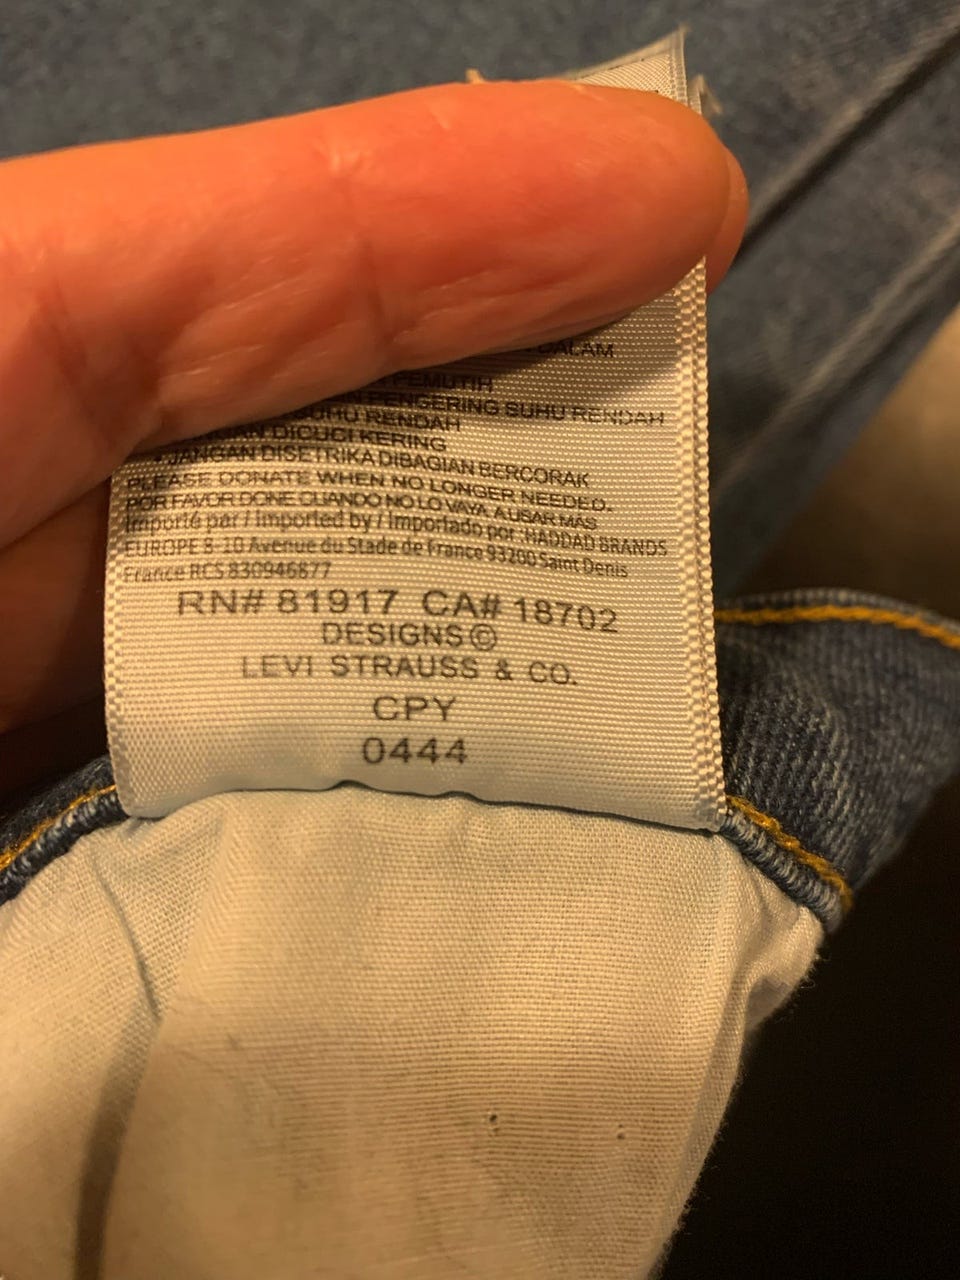 DALAM
PEMUTIH
PENGERING SUHU RENDAH
SUHU RENDAH
DICUCI KERING
• JANGAN DISETRIKA DIBAGIAN BERCORAK
PLEASE DONATE WHEN NO LONGER NEEDED.
POR FAVOR DONE CUANDO NO LO VAYA A USAR MAS
Importé par / Imported by / Importado por :HADDAD BRANDS
EUROPE 8-10 Avenue du Stade de France 93200 Saint Denis
France RCS 830946877
RN# 81917 CA# 18702
DESIGNS©
LEVI STRAUSS & CO.
CPY
0444